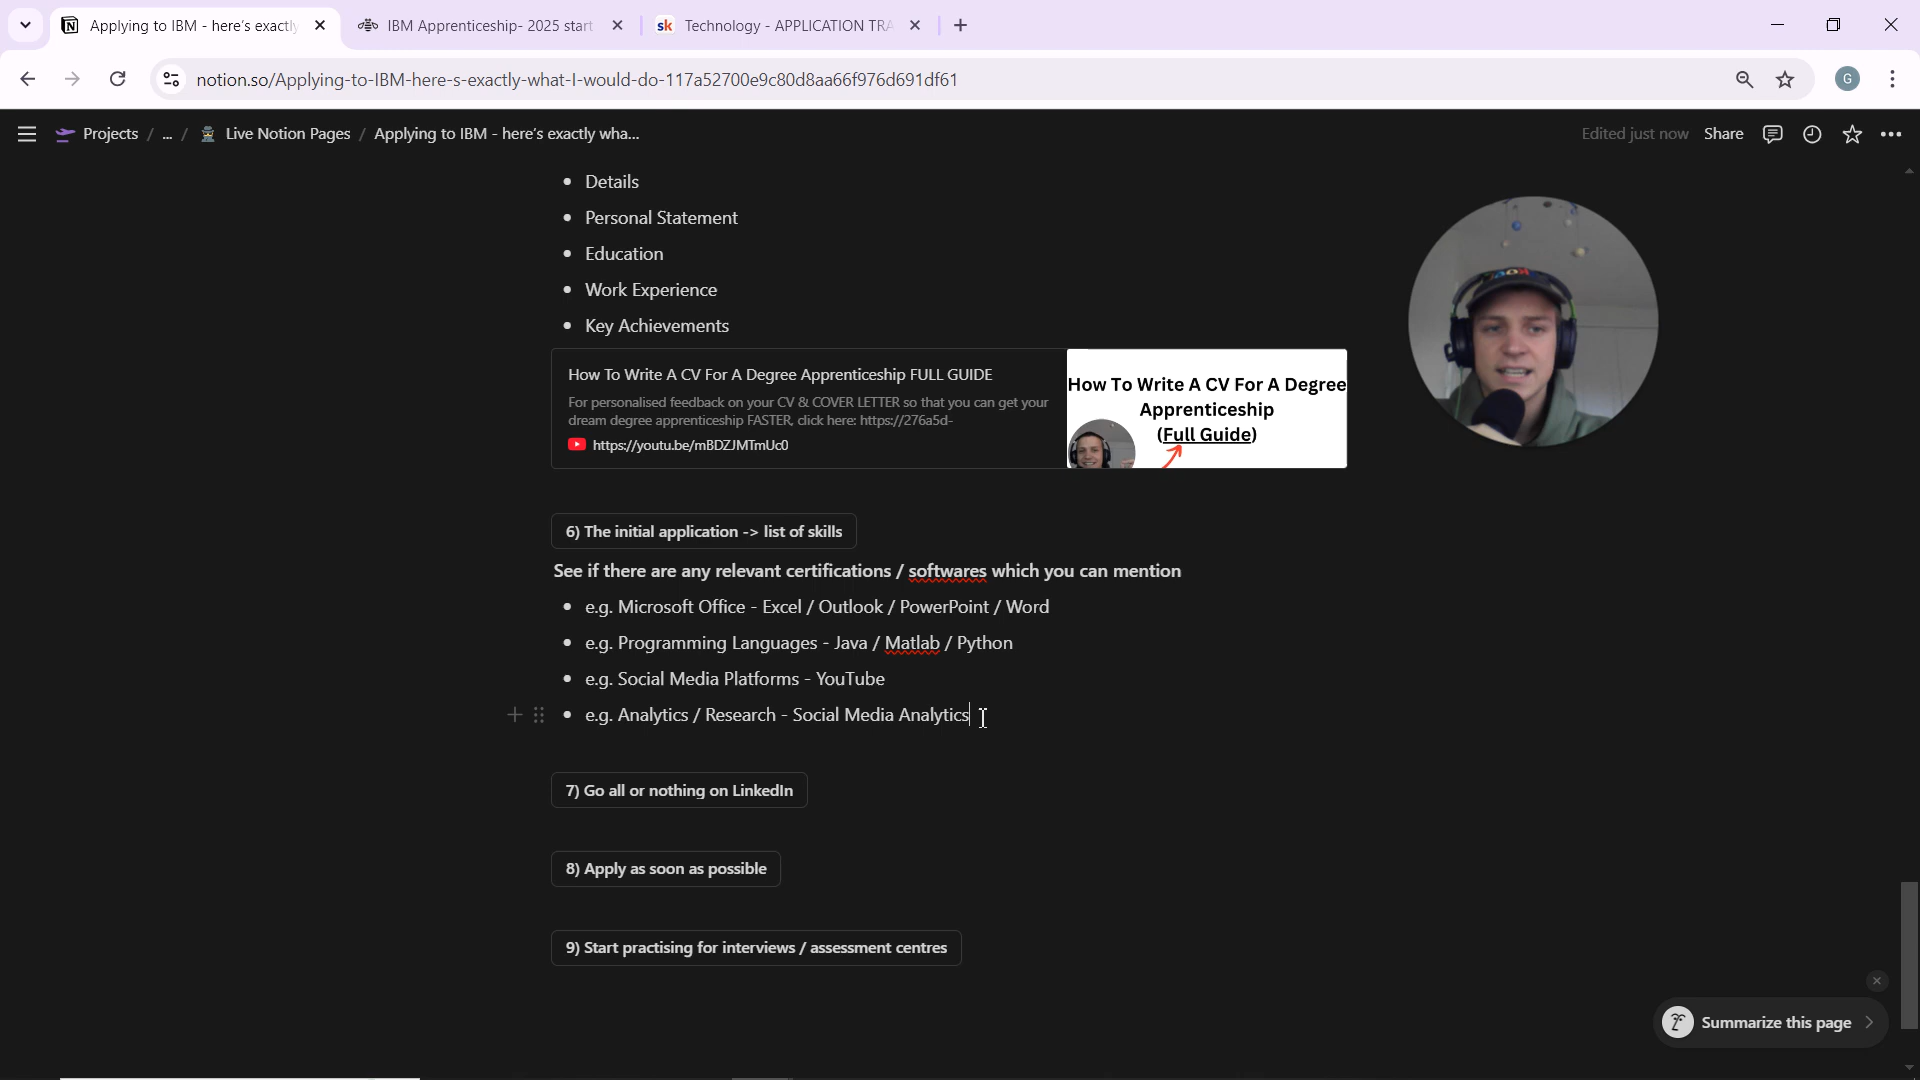 Applying to IBM - here's exactly
IBM Apprenticeship- 2025 start
sk
Technology - APPLICATION TRA
notion.so/Applying-to-IBM-here-s-exactly-what-I-would-do-117a52700e9c80d8aa66f976d691df61
G
Projects / ... / Live Notion Pages / Applying to IBM - here's exactly wha...
Edited just now
Share
Details
Personal Statement
Education
Work Experience
Key Achievements
How To Write A CV For A Degree Apprenticeship FULL GUIDE
For personalised feedback on your CV & COVER LETTER so that you can get your
dream degree apprenticeship FASTER, click here: https://276a5d-
https://youtu.be/mBDZJMTmUc0
How To Write A CV For A Degree
Apprenticeship
(Full Guide)
6) The initial application -> list of skills
See if there are any relevant certifications / softwares which you can mention
e.g. Microsoft Office - Excel / Outlook / PowerPoint / Word
e.g. Programming Languages - Java / Matlab / Python
e.g. Social Media Platforms - YouTube
e.g. Analytics / Research - Social Media Analytics
7) Go all or nothing on LinkedIn
8) Apply as soon as possible
9) Start practising for interviews / assessment centres
Summarize this page